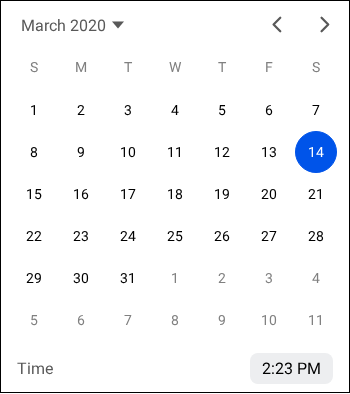 March 2020
S M T W T F S
1 2 3 4 5 6 7
8 9 10 11 12 13 14
15 16 17 18 19 20 21
22 23 24 25 26 27 28
29 30 31 1 2 3 4
5 6 7 8 9 10 11
Time 2:23 PM